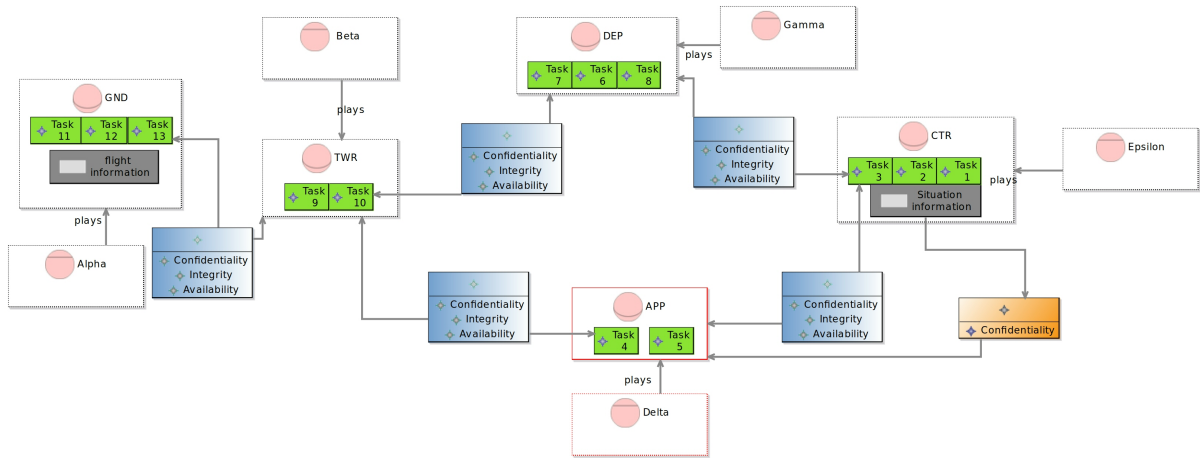 Beta
plays
DEP
Task 7
Task 6
Task 8
Gamma
plays
GND
Task 11
Task 12
Task 13
flight
information
plays
Alpha
TWR
Task 9
Task 10
Confidentiality
Integrity
Availability
Confidentiality
Integrity
Availability
CTR
Task 3
Task 2
Task 1
Situation
information
plays
Epsilon
Confidentiality
Integrity
Availability
Confidentiality
Integrity
Availability
APP
Task 4
Task 5
plays
Delta
Confidentiality
Integrity
Availability
Confidentiality